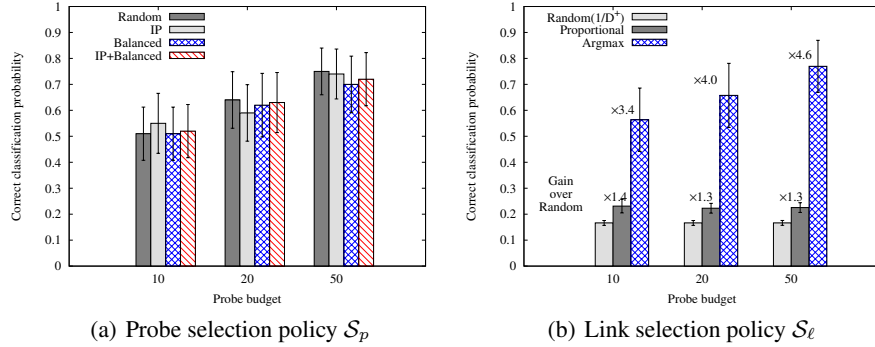 Correct classification probability
1
0.9
0.8
0.7
0.6
0.5
0.4
0.3
0.2
0.1
0
Random
IP
Balanced
IP+Balanced
10
20
50
Probe budget
(a) Probe selection policy 𝒮p
Correct classification probability
1
0.9
0.8
0.7
0.6
0.5
0.4
0.3
0.2
0.1
0
Random(1/D⁺)
Proportional
Argmax
×3.4
×4.0
×4.6
Gain
over
Random
×1.4
×1.3
×1.3
10
20
50
Probe budget
(b) Link selection policy 𝒮ℓ